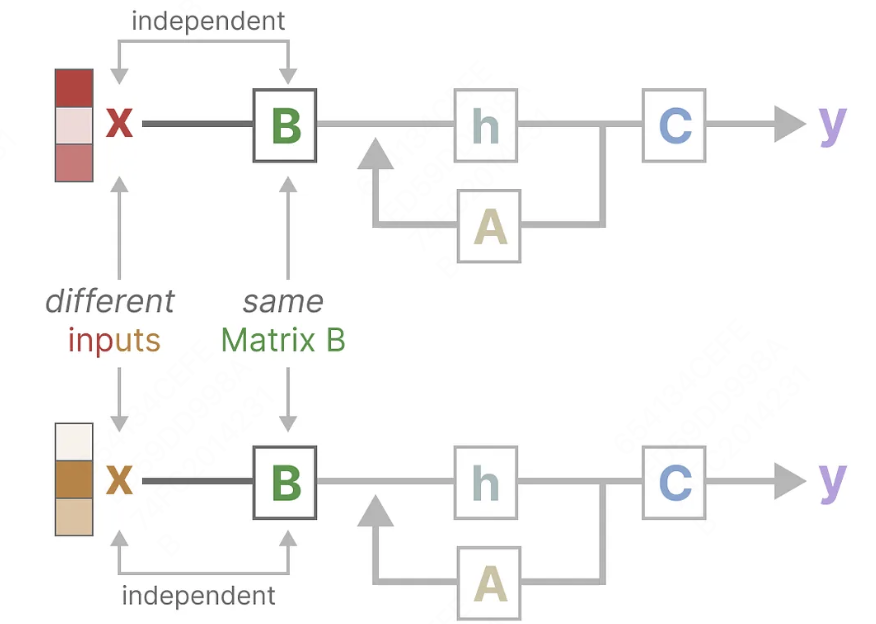 independent
x B h C y
A
different same
inputs Matrix B
x B h C y
A
independent